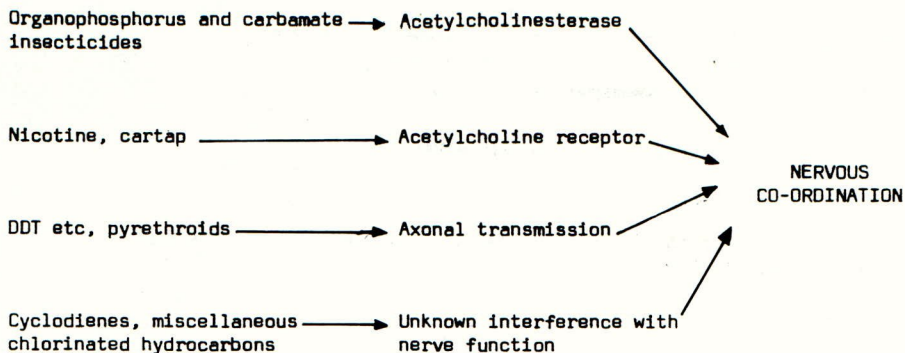 Organophosphorus and carbamate
insecticides
Acetylcholinesterase
Nicotine, cartap
Acetylcholine receptor
NERVOUS
CO-ORDINATION
DDT etc, pyrethroids
Axonal transmission
Cyclodienes, miscellaneous
chlorinated hydrocarbons
Unknown interference with
nerve function